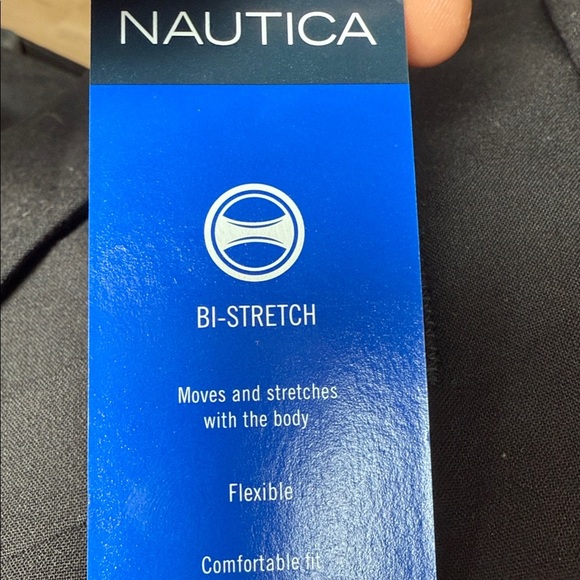 NAUTICA
BI-STRETCH
Moves and stretches
with the body
Flexible
Comfortable fit